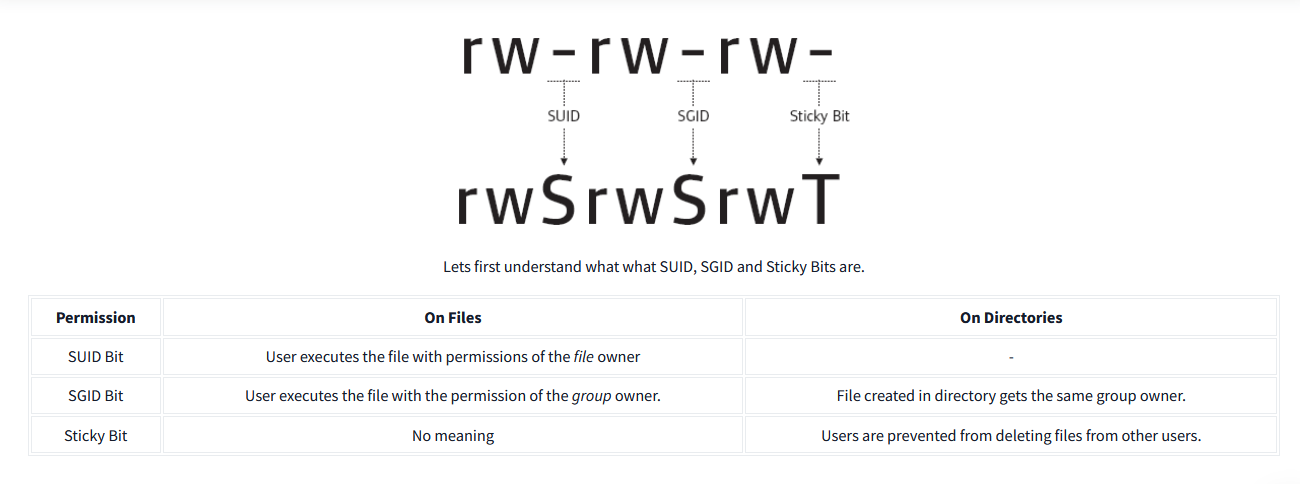 rw-rw-rw-
SUID SGID Sticky Bit
rwSrwSrwT
Lets first understand what what SUID, SGID and Sticky Bits are.
Permission On Files On Directories
SUID Bit User executes the file with permissions of the file owner -
SGID Bit User executes the file with the permission of the group owner. File created in directory gets the same group owner.
Sticky Bit No meaning Users are prevented from deleting files from other users.